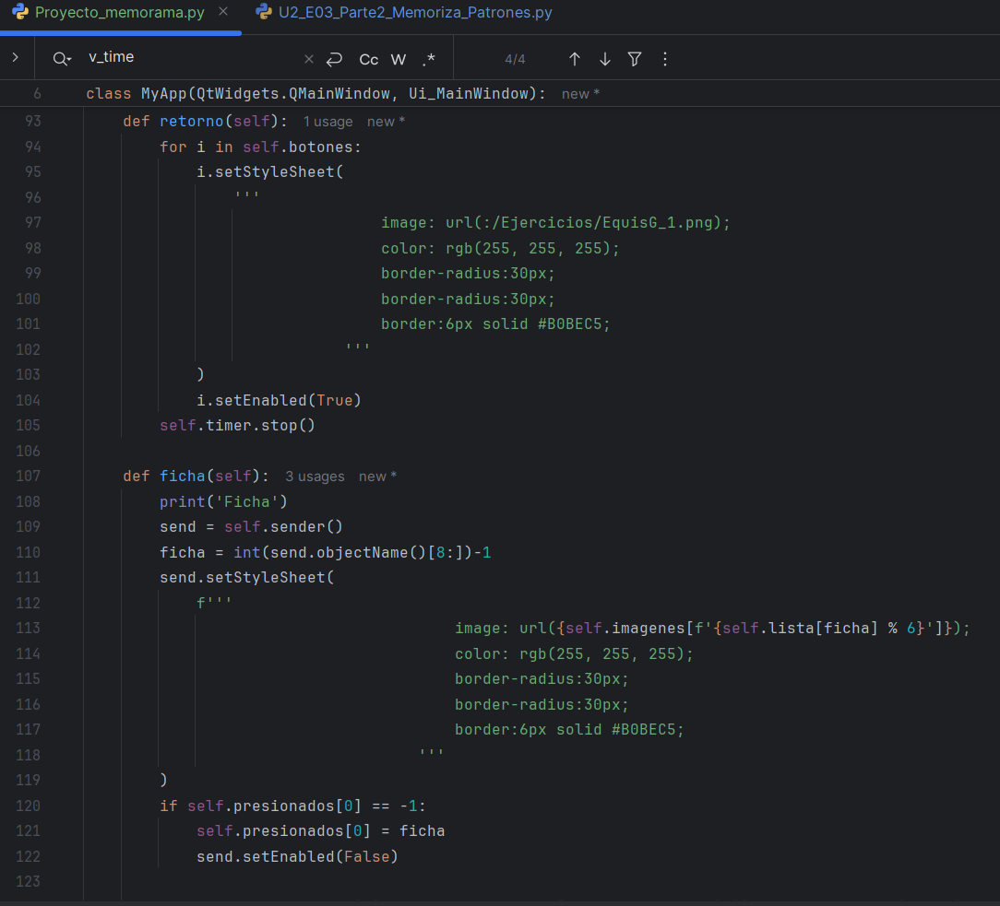 Proyecto_memorama.py × U2_E03_Parte2_Memoriza_Patrones.py
v_time × Cc W .* 4/4
6 class MyApp(QtWidgets.QMainWindow, Ui_MainWindow): new *
93 def retorno(self): 1 usage new *
94 for i in self.botones:
95 i.setStyleSheet(
96 '''
97 image: url(:/Ejercicios/EquisG_1.png);
98 color: rgb(255, 255, 255);
99 border-radius:30px;
100 border-radius:30px;
101 border:6px solid #B0BEC5;
102 '''
103 )
104 i.setEnabled(True)
105 self.timer.stop()
106
107 def ficha(self): 3 usages new *
108 print('Ficha')
109 send = self.sender()
110 ficha = int(send.objectName()[8:])-1
111 send.setStyleSheet(
112 f'''
113 image: url({self.imagenes[f'{self.lista[ficha] % 6}']});
114 color: rgb(255, 255, 255);
115 border-radius:30px;
116 border-radius:30px;
117 border:6px solid #B0BEC5;
118 '''
119 )
120 if self.presionados[0] == -1:
121 self.presionados[0] = ficha
122 send.setEnabled(False)
123